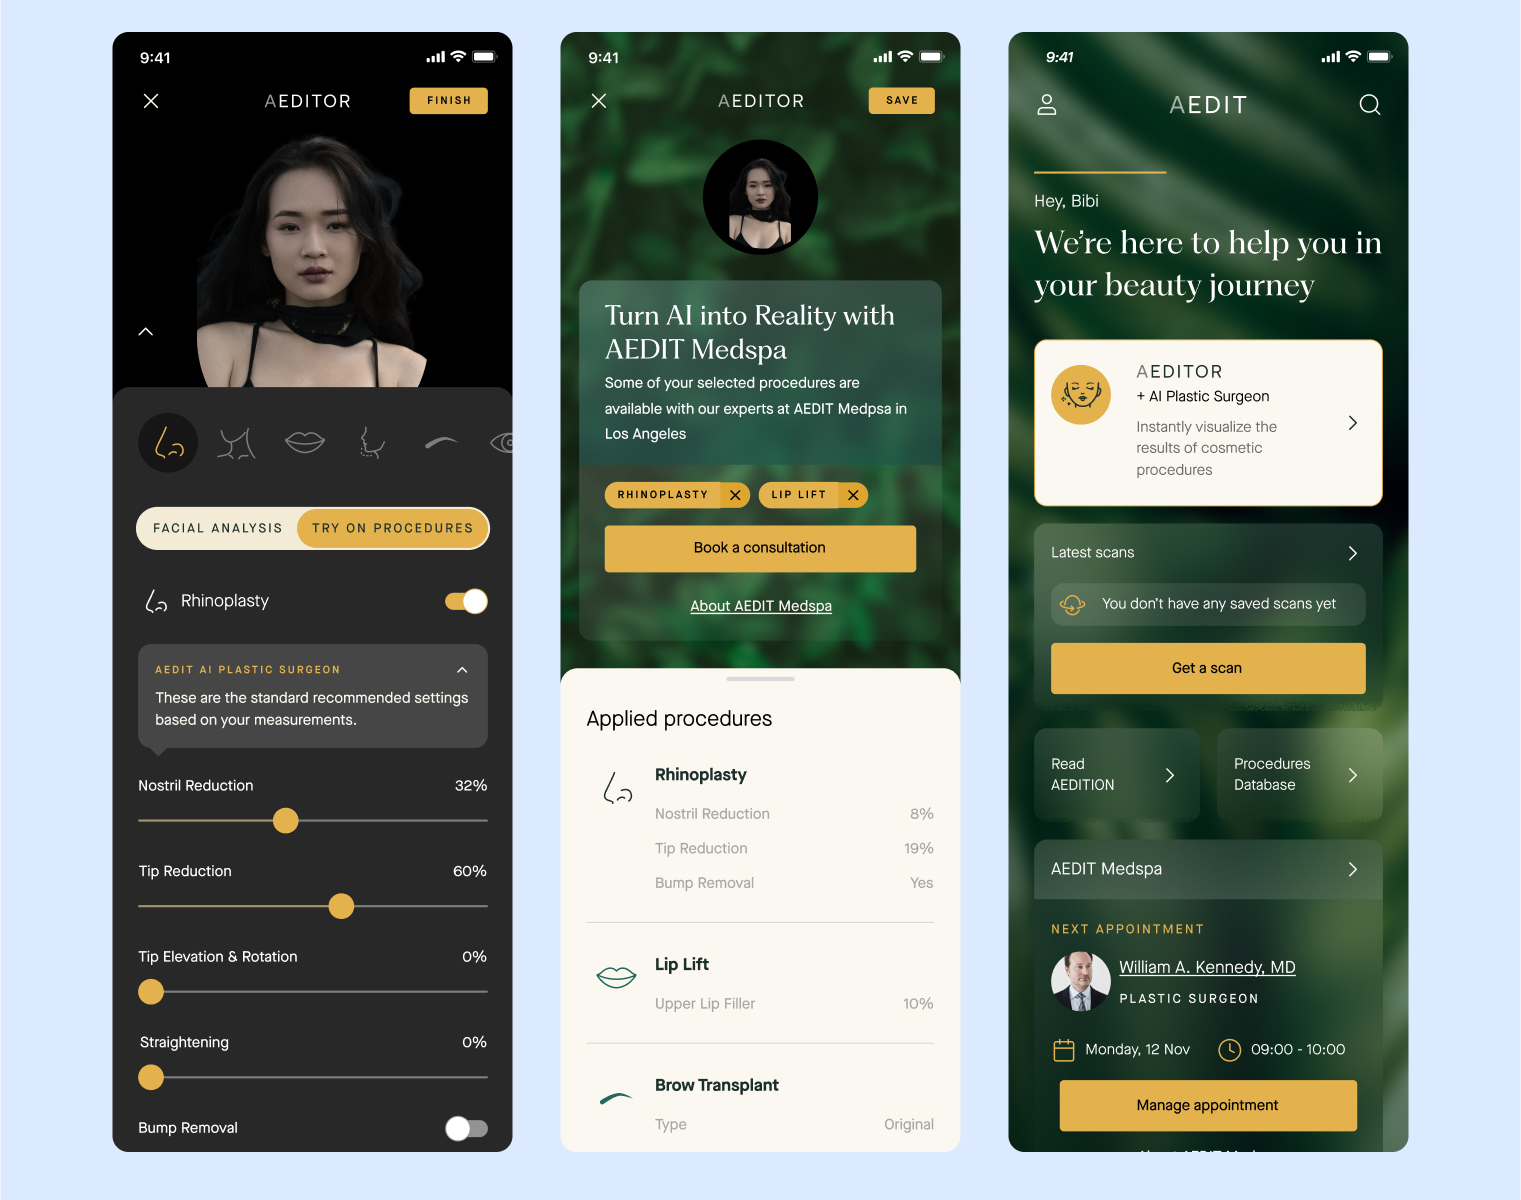 9:41
AEDITOR
FINISH
FACIAL ANALYSIS
TRY ON PROCEDURES
Rhinoplasty
AEDIT AI PLASTIC SURGEON
These are the standard recommended settings
based on your measurements.
Nostril Reduction 32%
Tip Reduction 60%
Tip Elevation & Rotation 0%
Straightening 0%
Bump Removal
9:41
AEDITOR
SAVE
Turn AI into Reality with
AEDIT Medspa
Some of your selected procedures are
available with our experts at AEDIT Medpsa in
Los Angeles
RHINOPLASTY
LIP LIFT
Book a consultation
About AEDIT Medspa
Applied procedures
Rhinoplasty
Nostril Reduction 8%
Tip Reduction 19%
Bump Removal Yes
Lip Lift
Upper Lip Filler 10%
Brow Transplant
Type Original
9:41
AEDIT
Hey, Bibi
We're here to help you in
your beauty journey
AEDITOR
+ AI Plastic Surgeon
Instantly visualize the
results of cosmetic
procedures
Latest scans
You don't have any saved scans yet
Get a scan
Read
AEDITION
Procedures
Database
AEDIT Medspa
NEXT APPOINTMENT
William A. Kennedy, MD
PLASTIC SURGEON
Monday, 12 Nov
09:00 - 10:00
Manage appointment